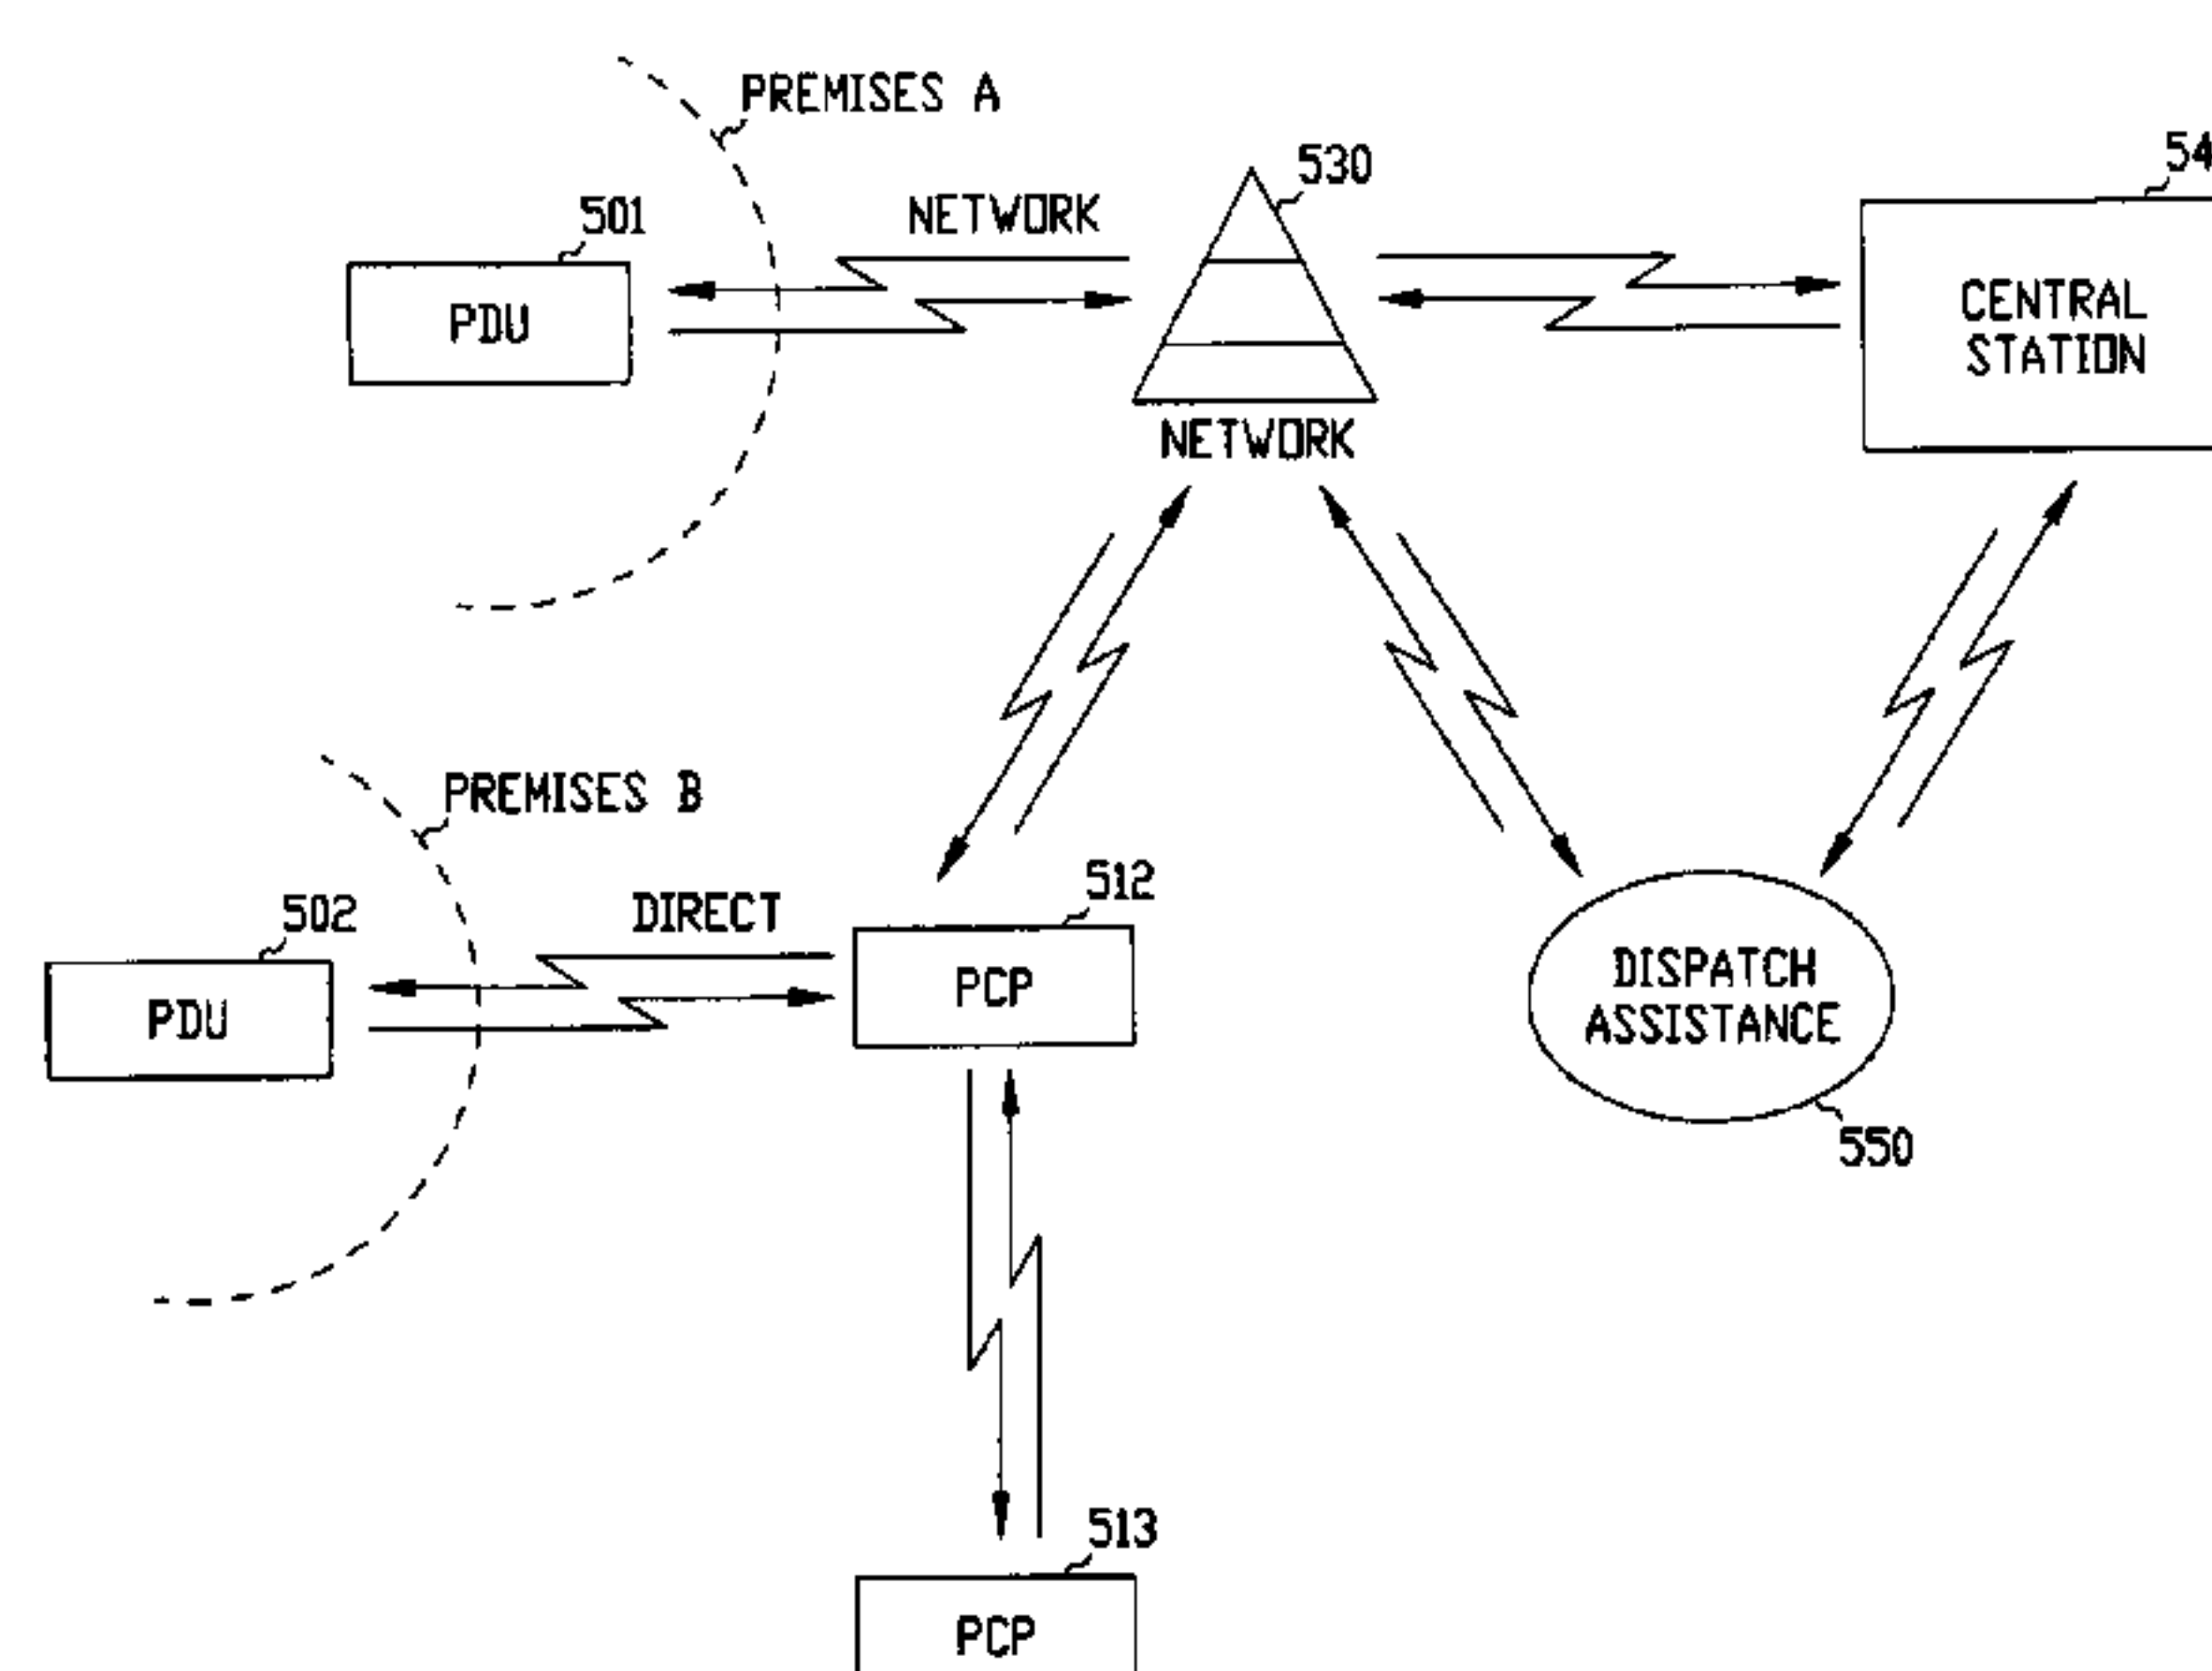 PREMISES A
530
501
NETWORK
PDU
CENTRAL
STATION
NETWORK
PREMISES B
512
502
DIRECT
PCP
PDU
DISPATCH
ASSISTANCE
550
513
PCP